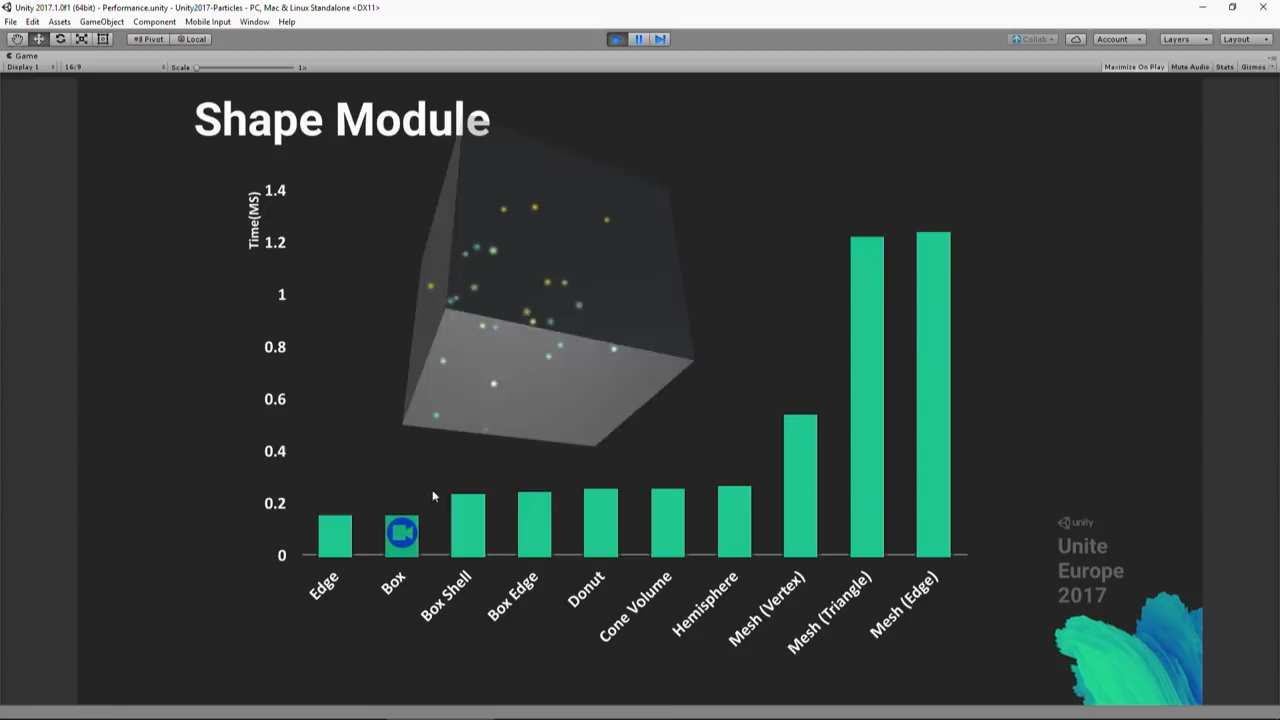 Unity 2017.1.0f1 (64bit) - Performance.unity - Unity2017-Particles - PC, Mac & Linux Standalone <DX11>
File Edit Assets GameObject Component Mobile Input Window Help
Pivot Local Collab Account Layers Layout
Game
Display 1 16:9 Scale 1x Maximize On Play Mute Audio Stats Gizmos
Shape Module
Time(MS)
1.4
1.2
1
0.8
0.6
0.4
0.2
0
Edge
Box
Box Shell
Box Edge
Donut
Cone Volume
Hemisphere
Mesh (Vertex)
Mesh (Triangle)
Mesh (Edge)
unity
Unite
Europe
2017